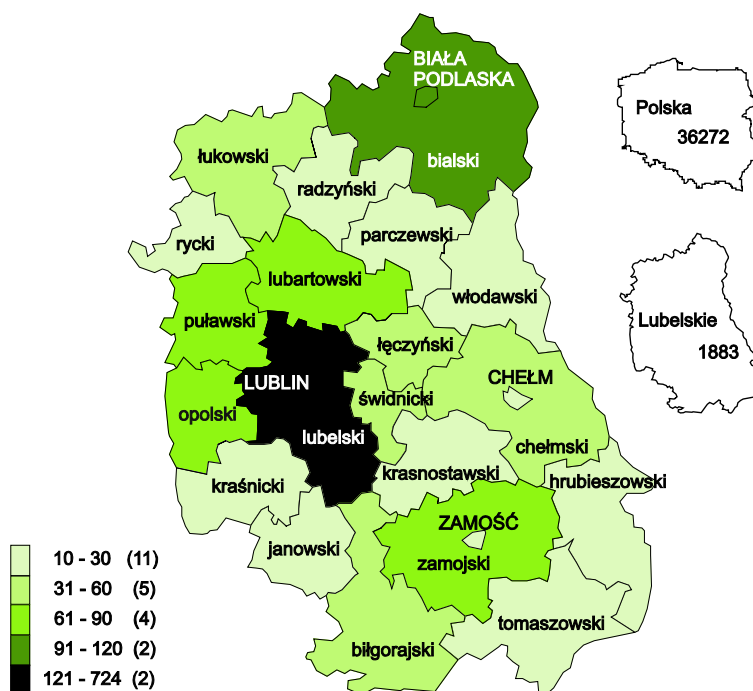 BIAŁA
PODLASKA
bialski
łukowski
radzyński
rycki
parczewski
lubartowski
włodawski
puławski
łęczyński
LUBLIN
CHEŁM
świdnicki
opolski
lubelski
chełmski
krasnostawski
hrubieszowski
kraśnicki
ZAMOŚĆ
janowski
zamojski
tomaszowski
biłgorajski
Polska
36272
Lubelskie
1883
10 - 30 (11)
31 - 60 (5)
61 - 90 (4)
91 - 120 (2)
121 - 724 (2)